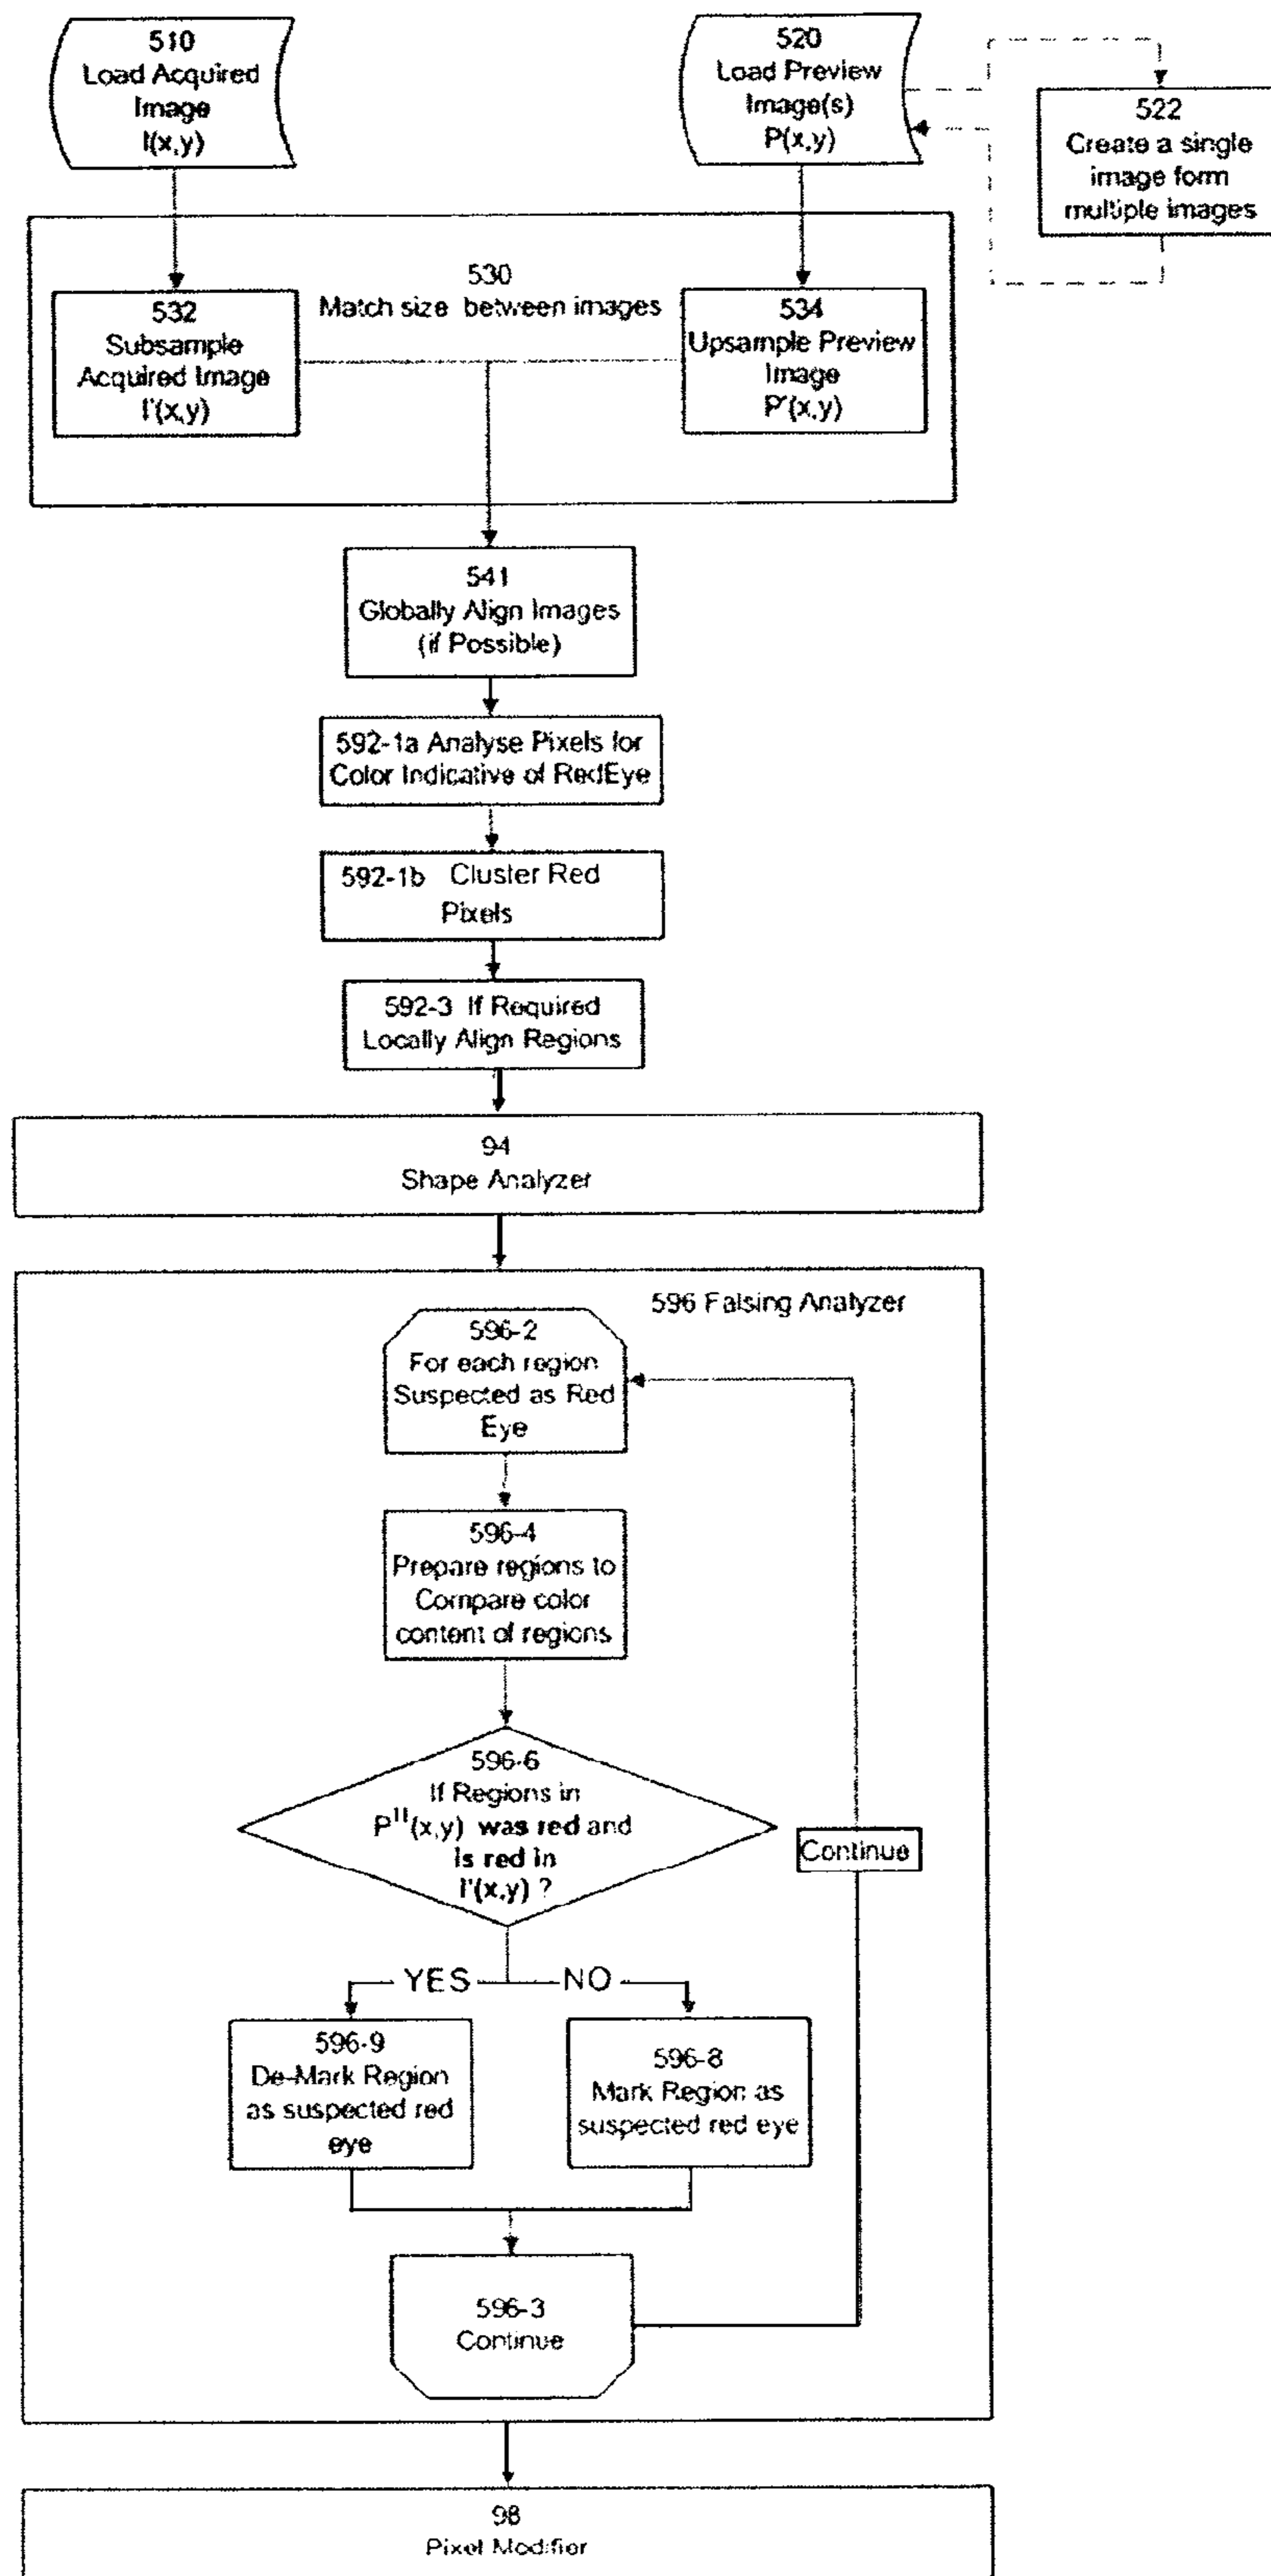 510
Load Acquired
Image
I(x,y)
520
Load Preview
Image(s)
P(x,y)
522
Create a single
image form
multiple images
530
Match size between images
532
Subsample
Acquired Image
I'(x,y)
534
Upsample Preview
Image
P'(x,y)
541
Globally Align Images
(if Possible)
592-1a Analyse Pixels for
Color Indicative of RedEye
592-1b Cluster Red
Pixels
592-3 If Required
Locally Align Regions
94
Shape Analyzer
596 Falsing Analyzer
596-2
For each region
Suspected as Red
Eye
596-4
Prepare regions to
Compare color
content of regions
596-6
If Regions in
P^II(x,y) was red and
is red in
I'(x,y) ?
Continue
YES
NO
596-9
De-Mark Region
as suspected red
eye
596-8
Mark Region as
suspected red eye
596-3
Continue
98
Pixel Modifier